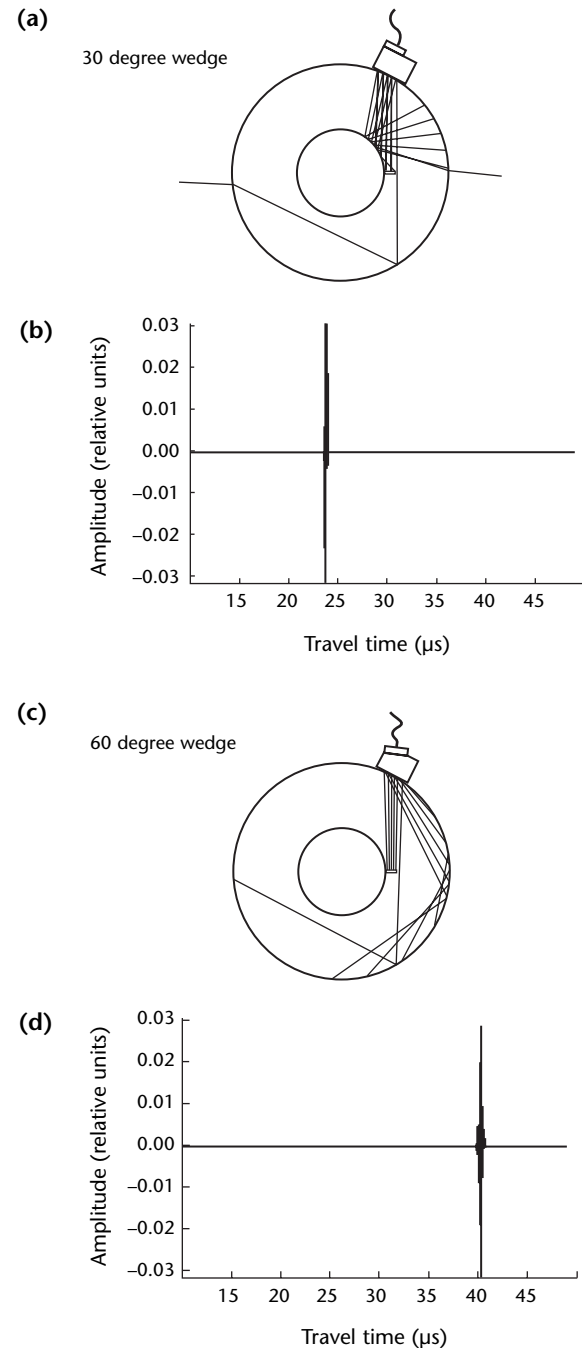 (a)
30 degree wedge
(b)
Amplitude (relative units)
0.03
0.02
0.01
0.00
–0.01
–0.02
–0.03
15 20 25 30 35 40 45
Travel time (µs)
(c)
60 degree wedge
(d)
Amplitude (relative units)
0.03
0.02
0.01
0.00
–0.01
–0.02
–0.03
15 20 25 30 35 40 45
Travel time (µs)